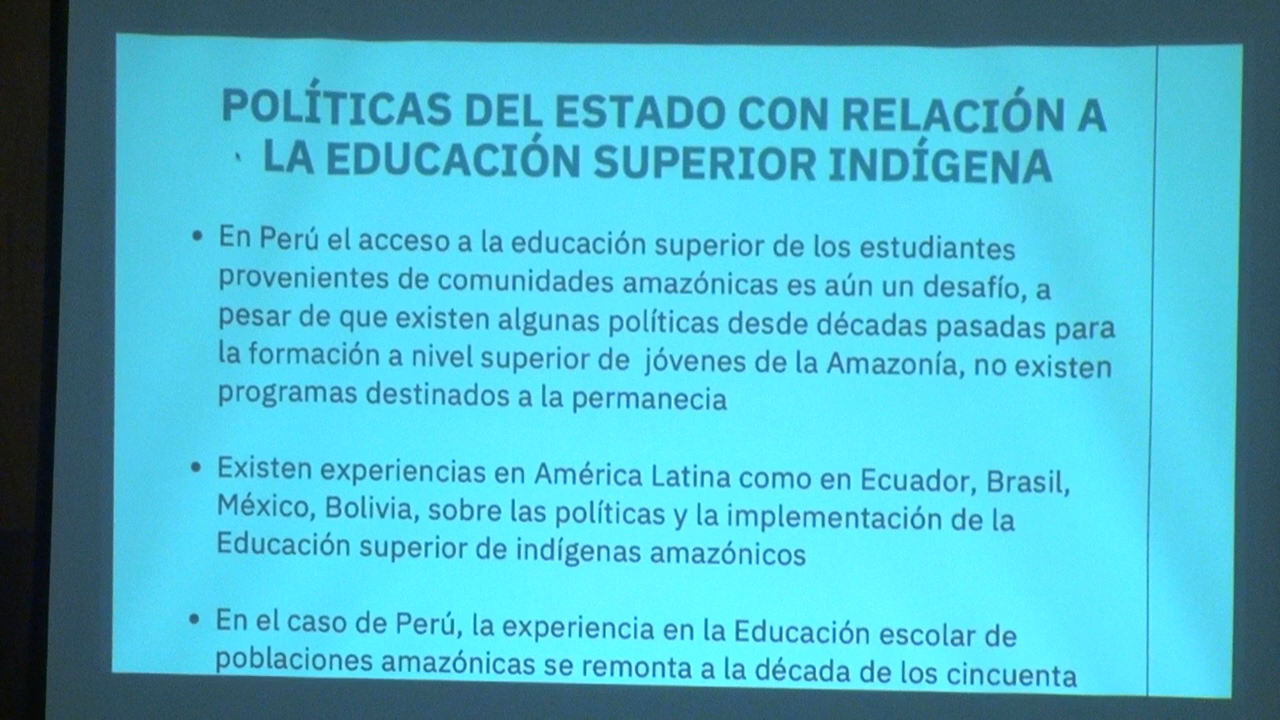 POLÍTICAS DEL ESTADO CON RELACIÓN A
LA EDUCACIÓN SUPERIOR INDÍGENA
• En Perú el acceso a la educación superior de los estudiantes
provenientes de comunidades amazónicas es aún un desafío, a
pesar de que existen algunas políticas desde décadas pasadas para
la formación a nivel superior de jóvenes de la Amazonía, no existen
programas destinados a la permanecia
• Existen experiencias en América Latina como en Ecuador, Brasil,
México, Bolivia, sobre las políticas y la implementación de la
Educación superior de indígenas amazónicos
• En el caso de Perú, la experiencia en la Educación escolar de
poblaciones amazónicas se remonta a la década de los cincuenta